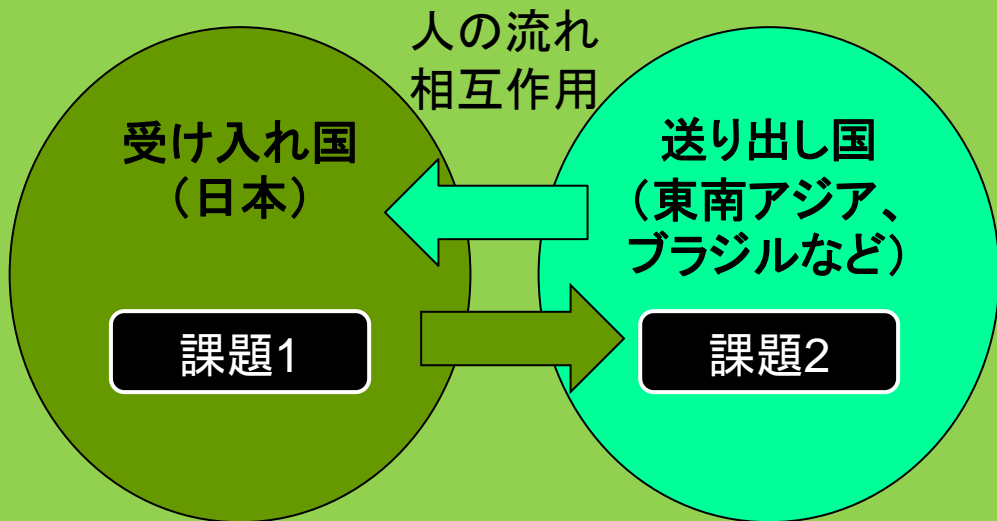 人の流れ
相互作用
受け入れ国
（日本）
送り出し国
（東南アジア、
ブラジルなど）
課題1
課題2